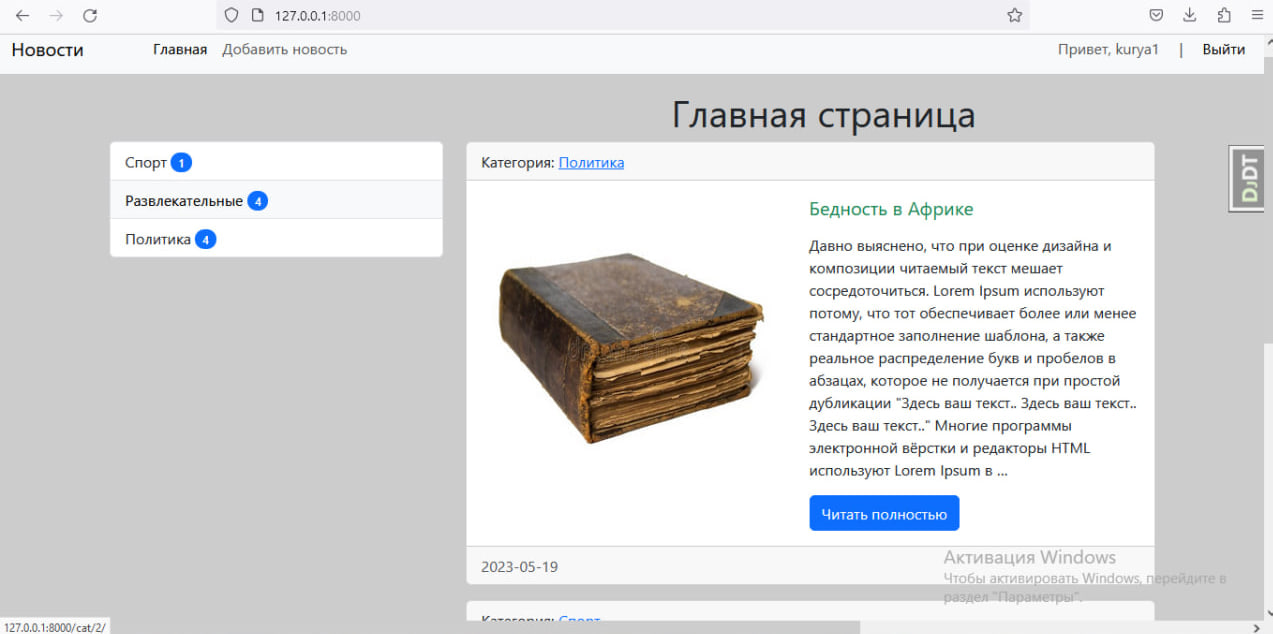 127.0.0.1:8000
Новости Главная Добавить новость Привет, kurya1 | Выйти
Главная страница
Спорт 1
Развлекательные 4
Политика 4
Категория: Политика
Бедность в Африке
Давно выяснено, что при оценке дизайна и
композиции читаемый текст мешает
сосредоточиться. Lorem Ipsum используют
потому, что тот обеспечивает более или менее
стандартное заполнение шаблона, а также
реальное распределение букв и пробелов в
абзацах, которое не получается при простой
дубликации "Здесь ваш текст.. Здесь ваш текст..
Здесь ваш текст.." Многие программы
электронной вёрстки и редакторы HTML
используют Lorem Ipsum в ...
Читать полностью
2023-05-19
Категория: Спорт
DJDT
Активация Windows
Чтобы активировать Windows, перейдите в
раздел "Параметры".
127.0.0.1:8000/cat/2/